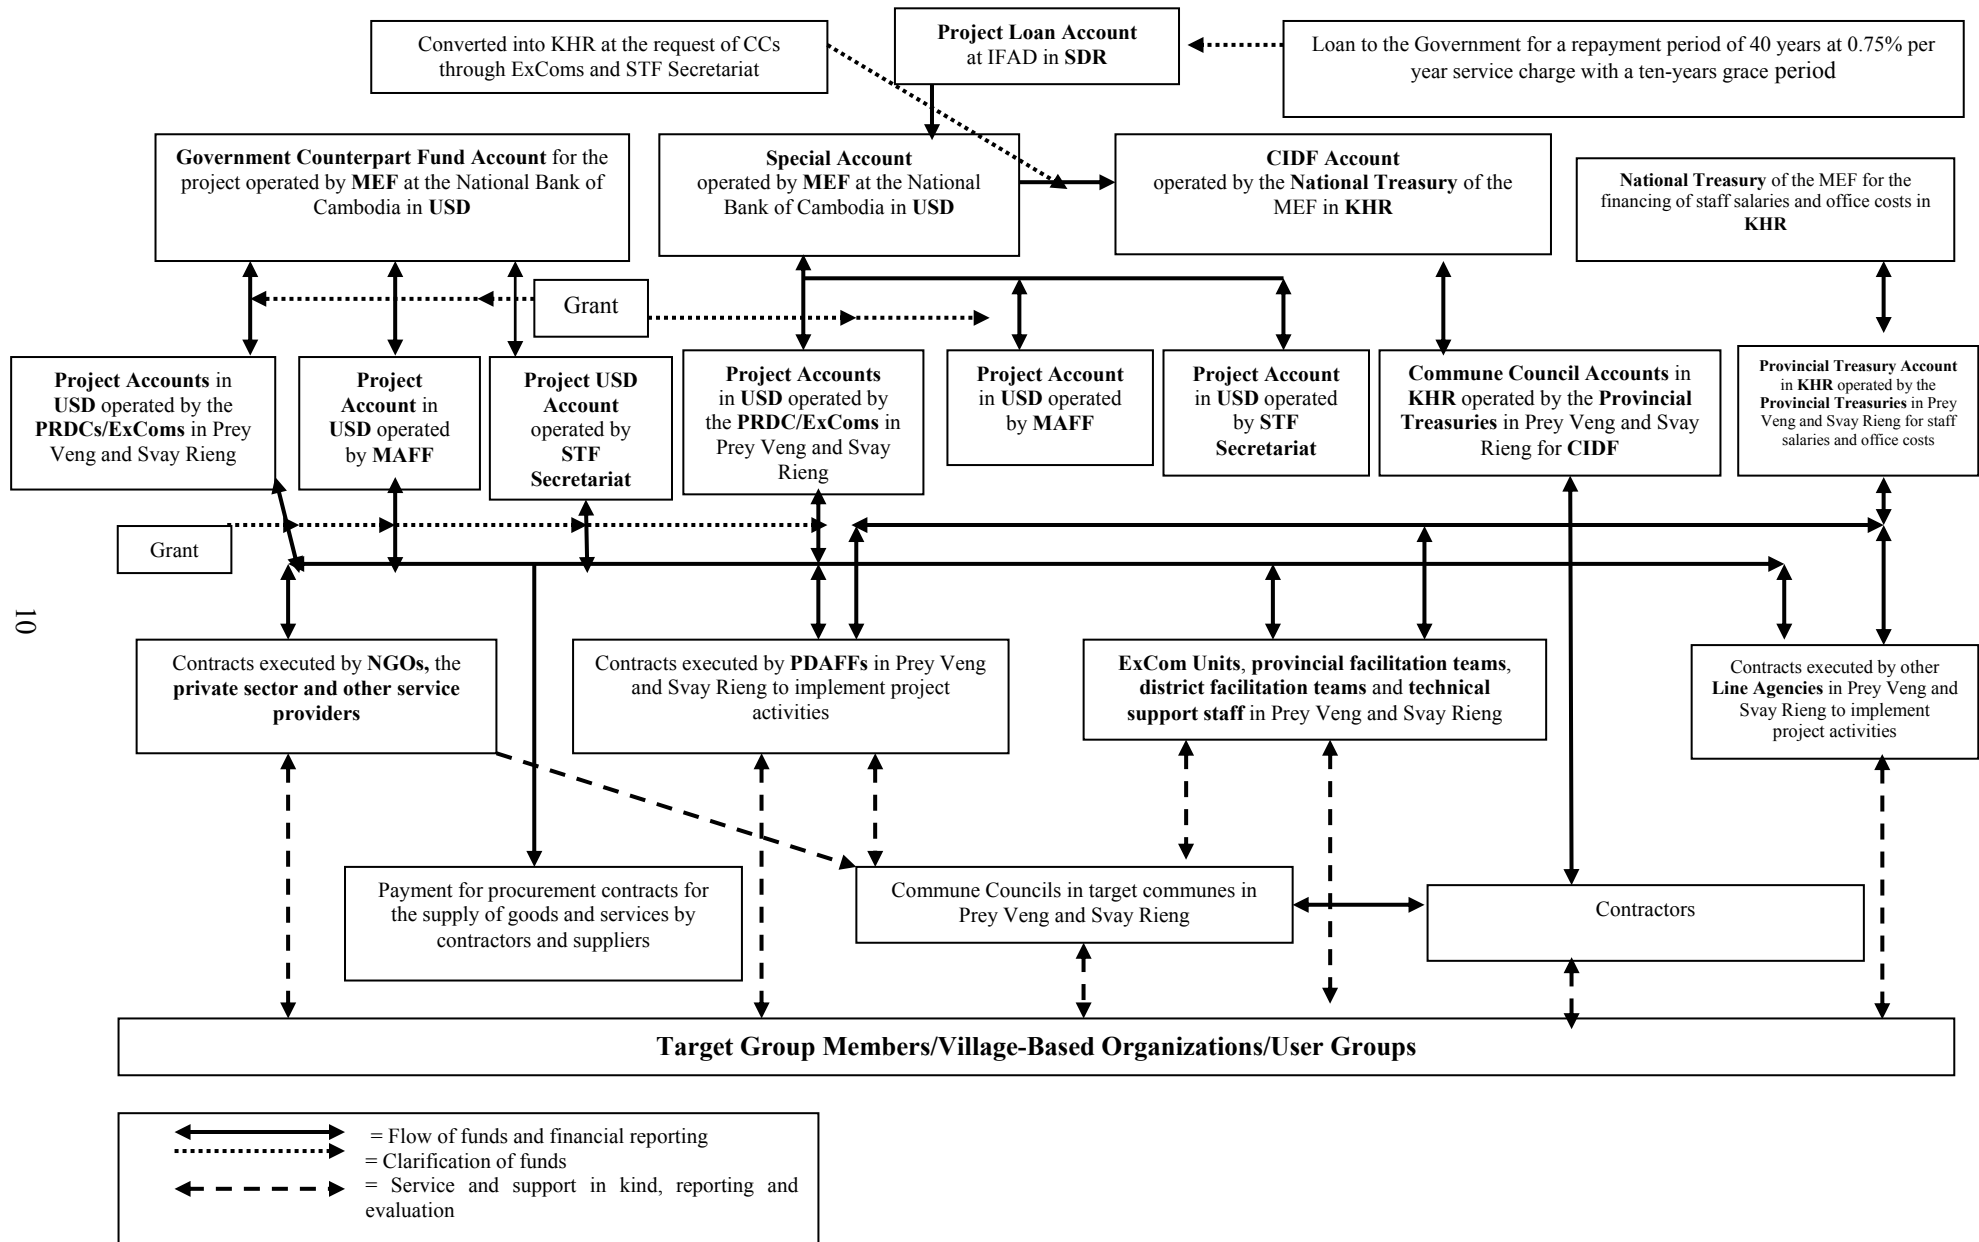 Converted into KHR at the request of CCs
through ExComs and STF Secretariat
Project Loan Account
at IFAD in SDR
Loan to the Government for a repayment period of 40 years at 0.75% per
year service charge with a ten-years grace period
Government Counterpart Fund Account for the
project operated by MEF at the National Bank of
Cambodia in USD
Special Account
operated by MEF at the National
Bank of Cambodia in USD
CIDF Account
operated by the National Treasury of the
MEF in KHR
National Treasury of the MEF for the
financing of staff salaries and office costs in
KHR
Grant
Project Accounts in
USD operated by the
PRDCs/ExComs in Prey
Veng and Svay Rieng
Project
Account in
USD operated
by MAFF
Project USD
Account
operated by
STF
Secretariat
Project Accounts
in USD operated by
the PRDC/ExComs in
Prey Veng and Svay
Rieng
Project Account
in USD operated
by MAFF
Project Account
in USD operated
by STF
Secretariat
Commune Council Accounts in
KHR operated by the Provincial
Treasuries in Prey Veng and Svay
Rieng for CIDF
Provincial Treasury Account
in KHR operated by the
Provincial Treasuries in Prey
Veng and Svay Rieng for staff
salaries and office costs
Grant
10
Contracts executed by NGOs, the
private sector and other service
providers
Contracts executed by PDAFFs in Prey Veng
and Svay Rieng to implement project
activities
ExCom Units, provincial facilitation teams,
district facilitation teams and technical
support staff in Prey Veng and Svay Rieng
Contracts executed by other
Line Agencies in Prey Veng and
Svay Rieng to implement
project activities
Payment for procurement contracts for
the supply of goods and services by
contractors and suppliers
Commune Councils in target communes in
Prey Veng and Svay Rieng
Contractors
Target Group Members/Village-Based Organizations/User Groups
= Flow of funds and financial reporting
= Clarification of funds
= Service and support in kind, reporting and
evaluation